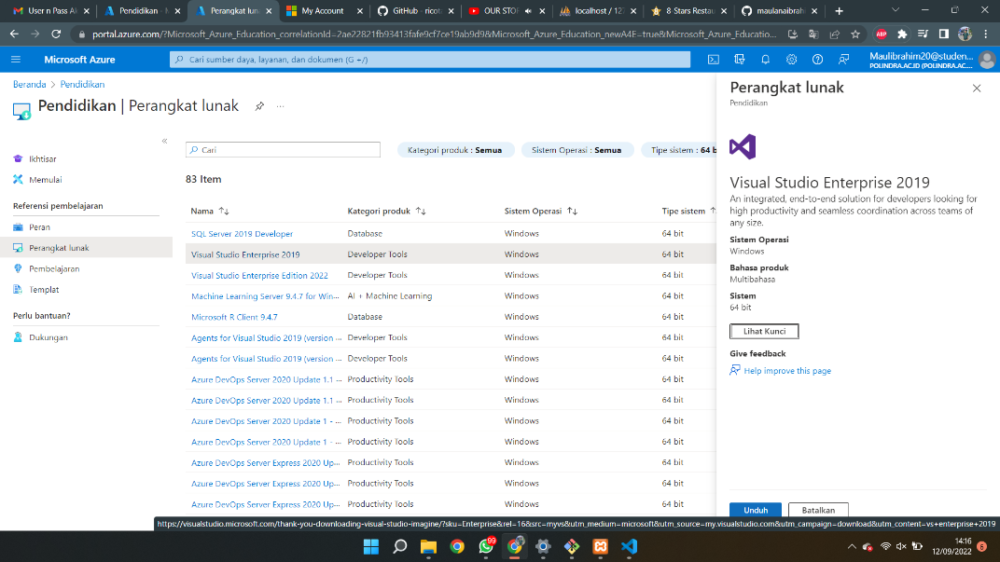 User n Pass Ak
Pendidikan - M
Perangkat luna
My Account
GitHub - ricota
OUR STOR
localhost / 127
8 Stars Restau
maulanaibrahi
portal.azure.com/?Microsoft_Azure_Education_correlationId=2ae22821fb93413fafe9cf7ce19ab9d9&Microsoft_Azure_Education_newA4E=true&Microsoft_Azure_Educatio...
ABP
Microsoft Azure
Cari sumber daya, layanan, dan dokumen (G +/)
Maulibrahim20@studen...
POLINDRA.AC.ID (POLINDRA.AC....
Beranda > Pendidikan
Pendidikan | Perangkat lunak
Ikhtisar
Memulai
Referensi pembelajaran
Peran
Perangkat lunak
Pembelajaran
Templat
Perlu bantuan?
Dukungan
Cari
Kategori produk : Semua
Sistem Operasi : Semua
Tipe sistem : 64 b
83 Item
Nama Kategori produk Sistem Operasi Tipe sistem
SQL Server 2019 Developer Database Windows 64 bit
Visual Studio Enterprise 2019 Developer Tools Windows 64 bit
Visual Studio Enterprise Edition 2022 Developer Tools Windows 64 bit
Machine Learning Server 9.4.7 for Win... AI + Machine Learning Windows 64 bit
Microsoft R Client 9.4.7 Database Windows 64 bit
Agents for Visual Studio 2019 (version ... Developer Tools Windows 64 bit
Agents for Visual Studio 2019 (version ... Developer Tools Windows 64 bit
Azure DevOps Server 2020 Update 1.1 ... Productivity Tools Windows 64 bit
Azure DevOps Server 2020 Update 1.1 ... Productivity Tools Windows 64 bit
Azure DevOps Server 2020 Update 1 - ... Productivity Tools Windows 64 bit
Azure DevOps Server 2020 Update 1 - ... Productivity Tools Windows 64 bit
Azure DevOps Server Express 2020 Up... Productivity Tools Windows 64 bit
Azure DevOps Server Express 2020 Up... Productivity Tools Windows 64 bit
Azure DevOps Server Express 2020 Up... Productivity Tools Windows 64 bit
Perangkat lunak
Pendidikan
Visual Studio Enterprise 2019
An integrated, end-to-end solution for developers looking for
high productivity and seamless coordination across teams of
any size.
Sistem Operasi
Windows
Bahasa produk
Multibahasa
Sistem
64 bit
Lihat Kunci
Give feedback
Help improve this page
Unduh
Batalkan
https://visualstudio.microsoft.com/thank-you-downloading-visual-studio-imagine/?sku=Enterprise&rel=16&src=myvs&utm_medium=microsoft&utm_source=my.visualstudio.com&utm_campaign=download&utm_content=vs+enterprise+2019
99
14:16
12/09/2022
6